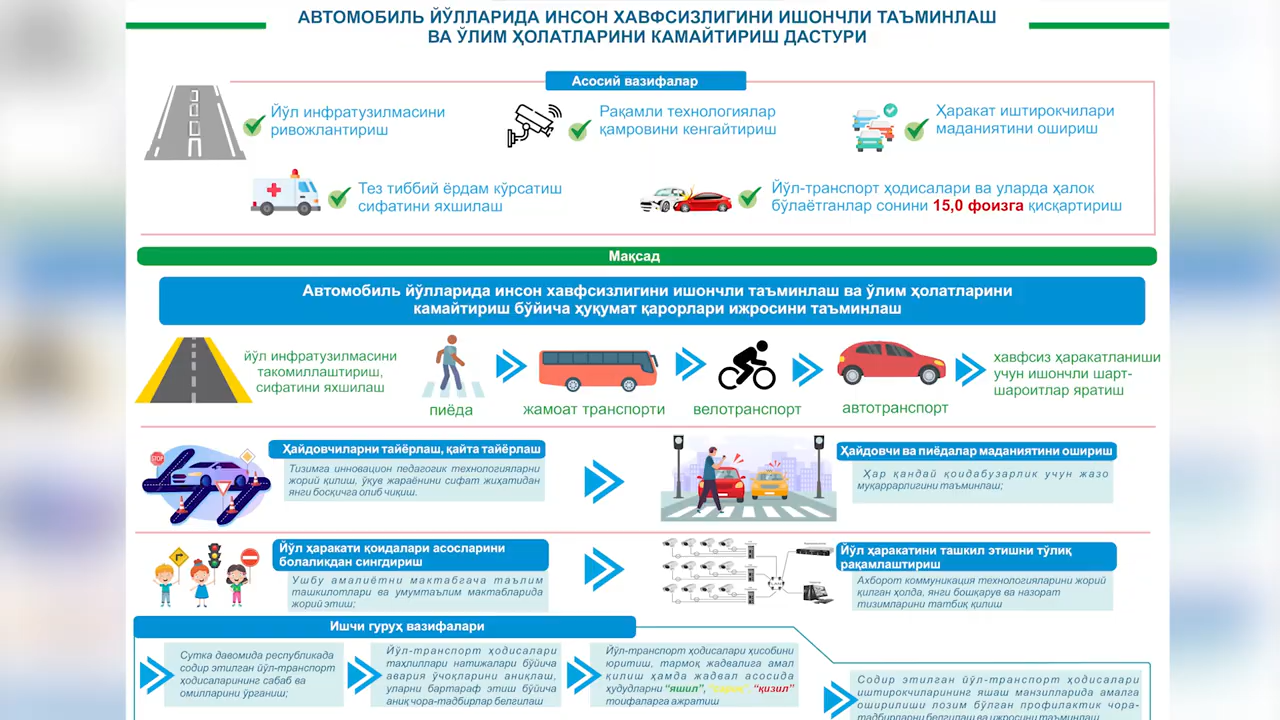 АВТОМОБИЛЬ ЙЎЛЛАРИДА ИНСОН ХАВФСИЗЛИГИНИ ИШОНЧЛИ ТАЪМИНЛАШ
ВА ЎЛИМ ҲОЛАТЛАРИНИ КАМАЙТИРИШ ДАСТУРИ
Асосий вазифалар
Йўл инфратузилмасини
ривожлантириш
Рақамли технологиялар
қамровини кенгайтириш
Ҳаракат иштирокчилари
маданиятини ошириш
Тез тиббий ёрдам кўрсатиш
сифатини яхшилаш
Йўл-транспорт ҳодисалари ва уларда ҳалок
бўлаётганлар сонини 15,0 фоизга қисқартириш
Мақсад
Автомобиль йўлларида инсон хавфсизлигини ишончли таъминлаш ва ўлим ҳолатларини
камайтириш бўйича ҳуқумат қарорлари ижросини таъминлаш
йўл инфратузилмасини
такомиллаштириш,
сифатини яхшилаш
пиёда
жамоат транспорти
велотранспорт
автотранспорт
хавфсиз ҳаракатланиши
учун ишончли шарт-
шароитлар яратиш
STOP
Ҳайдовчиларни тайёрлаш, қайта тайёрлаш
Тизимга инновацион педагогик технологияларни
жорий қилиш, ўқув жараёнини сифат жиҳатидан
янги босқичга олиб чиқиш.
Ҳайдовчи ва пиёдалар маданиятини ошириш
Ҳар қандай қоидабузарлик учун жазо
муқаррарлигини таъминлаш;
Йўл ҳаракати қоидалари асосларини
болаликдан сингдириш
Ушбу амалиётни мактабгача таълим
ташкилотлари ва умумтаълим мактабларида
жорий этиш;
Йўл ҳаракатини ташкил этишни тўлиқ
рақамлаштириш
Ахборот коммуникация технологияларини жорий
қилган ҳолда, янги бошқарув ва назорат
тизимларини татбиқ қилиш
Ишчи гуруҳ вазифалари
Сутка давомида республикада
содир этилган йўл-транспорт
ҳодисаларининг сабаб ва
омилларини ўрганиш;
Йўл-транспорт ҳодисалари
таҳлиллари натижалари бўйича
авария ўчоқларини аниқлаш,
уларни бартараф этиш бўйича
аниқ чора-тадбирлар белгилаш
Йўл-транспорт ҳодисалари ҳисобини
юритиш, тармоқ жадвалига амал
қилиш ҳамда жадвал асосида
ҳудудларни "яшил", "сариқ", "қизил"
тоифаларга ажратиш
Содир этилган йўл-транспорт ҳодисалари
иштирокчиларининг яшаш манзилларида амалга
оширилиши лозим бўлган профилактик чора-
тадбирларни белгилаш ва ижросини таъминлаш